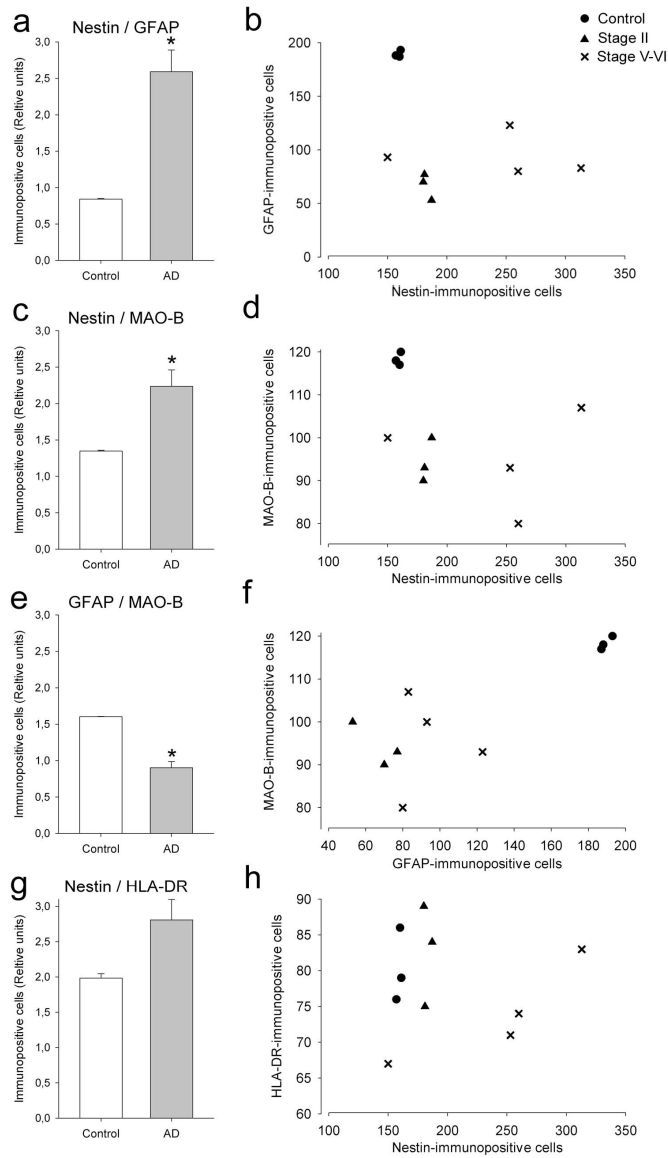 a
Nestin / GFAP
Immunopositive cells (Reltive units)
3,0
2,5
2,0
1,5
1,0
0,5
0,0
*
Control AD
b
Control
Stage II
Stage V-VI
GFAP-immunopositive cells
200
150
100
50
0
100 150 200 250 300 350
Nestin-immunopositive cells
c
Nestin / MAO-B
Immunopositive cells (Reltive units)
3,0
2,5
2,0
1,5
1,0
0,5
0,0
*
Control AD
d
MAO-B-immunopositive cells
120
110
100
90
80
100 150 200 250 300 350
Nestin-immunopositive cells
e
GFAP / MAO-B
Immunopositive cells (Reltive units)
3,0
2,5
2,0
1,5
1,0
0,5
0,0
*
Control AD
f
MAO-B-immunopositive cells
120
110
100
90
80
40 60 80 100 120 140 160 180 200
GFAP-immunopositive cells
g
Nestin / HLA-DR
Immunopositive cells (Reltive units)
3,0
2,5
2,0
1,5
1,0
0,5
0,0
Control AD
h
HLA-DR-immunopositive cells
90
85
80
75
70
65
60
100 150 200 250 300 350
Nestin-immunopositive cells